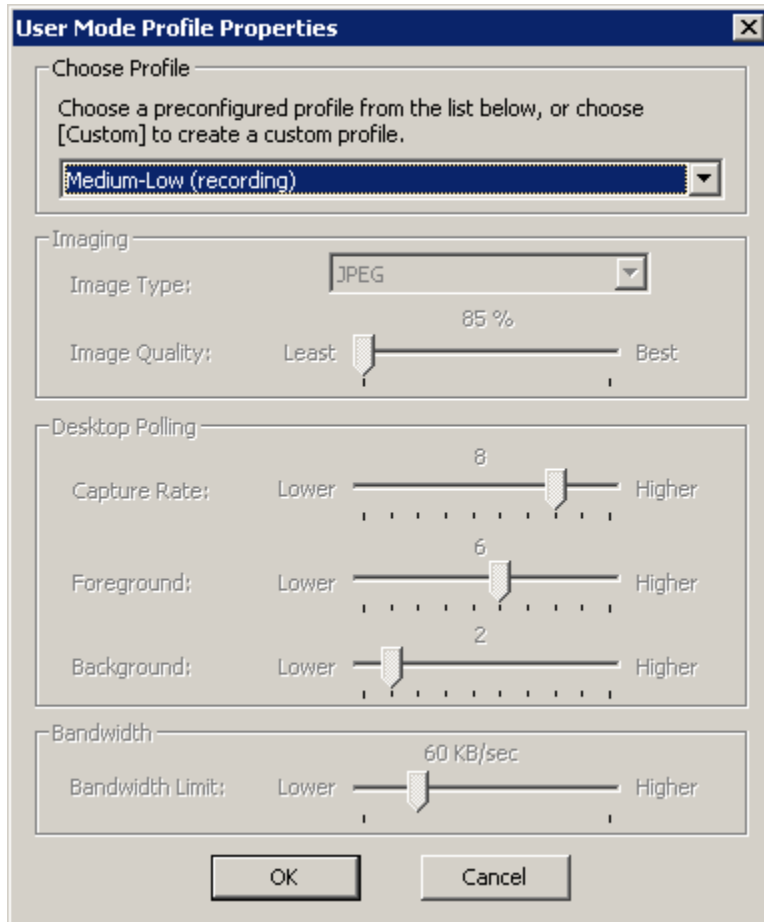 User Mode Profile Properties
Choose Profile
Choose a preconfigured profile from the list below, or choose
[Custom] to create a custom profile.
Medium-Low (recording)
Imaging
Image Type: JPEG
85 %
Image Quality: Least Best
Desktop Polling
8
Capture Rate: Lower Higher
6
Foreground: Lower Higher
2
Background: Lower Higher
Bandwidth
60 KB/sec
Bandwidth Limit: Lower Higher
OK Cancel